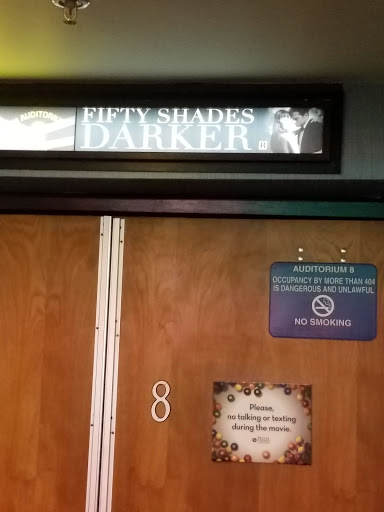 AUDITORIUM
FIFTY SHADES
DARKER
AUDITORIUM 8
OCCUPANCY BY MORE THAN 404
IS DANGEROUS AND UNLAWFUL
NO SMOKING
8
Please,
no talking or texting
during the movie.